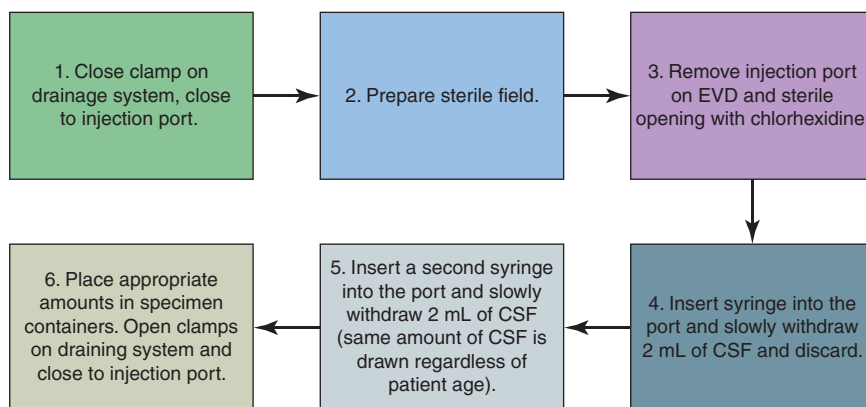 1. Close clamp on
drainage system, close
to injection port.
2. Prepare sterile field.
3. Remove injection port
on EVD and sterile
opening with chlorhexidine
4. Insert syringe into the
port and slowly withdraw
2 mL of CSF and discard.
5. Insert a second syringe
into the port and slowly
withdraw 2 mL of CSF
(same amount of CSF is
drawn regardless of
patient age).
6. Place appropriate
amounts in specimen
containers. Open clamps
on draining system and
close to injection port.